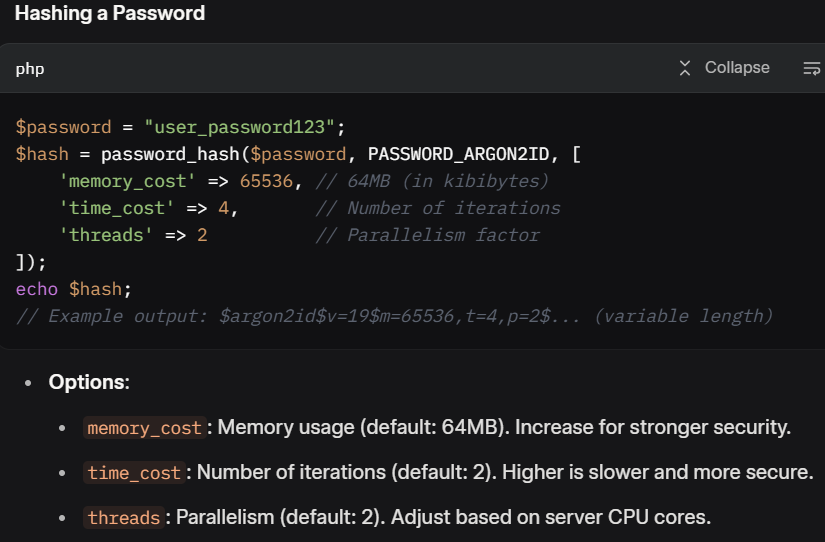 Hashing a Password
php
Collapse
$password = "user_password123";
$hash = password_hash($password, PASSWORD_ARGON2ID, [
    'memory_cost' => 65536, // 64MB (in kibibytes)
    'time_cost' => 4,       // Number of iterations
    'threads' => 2          // Parallelism factor
]);
echo $hash;
// Example output: $argon2id$v=19$m=65536,t=4,p=2$... (variable length)
• Options:
• memory_cost: Memory usage (default: 64MB). Increase for stronger security.
• time_cost: Number of iterations (default: 2). Higher is slower and more secure.
• threads: Parallelism (default: 2). Adjust based on server CPU cores.